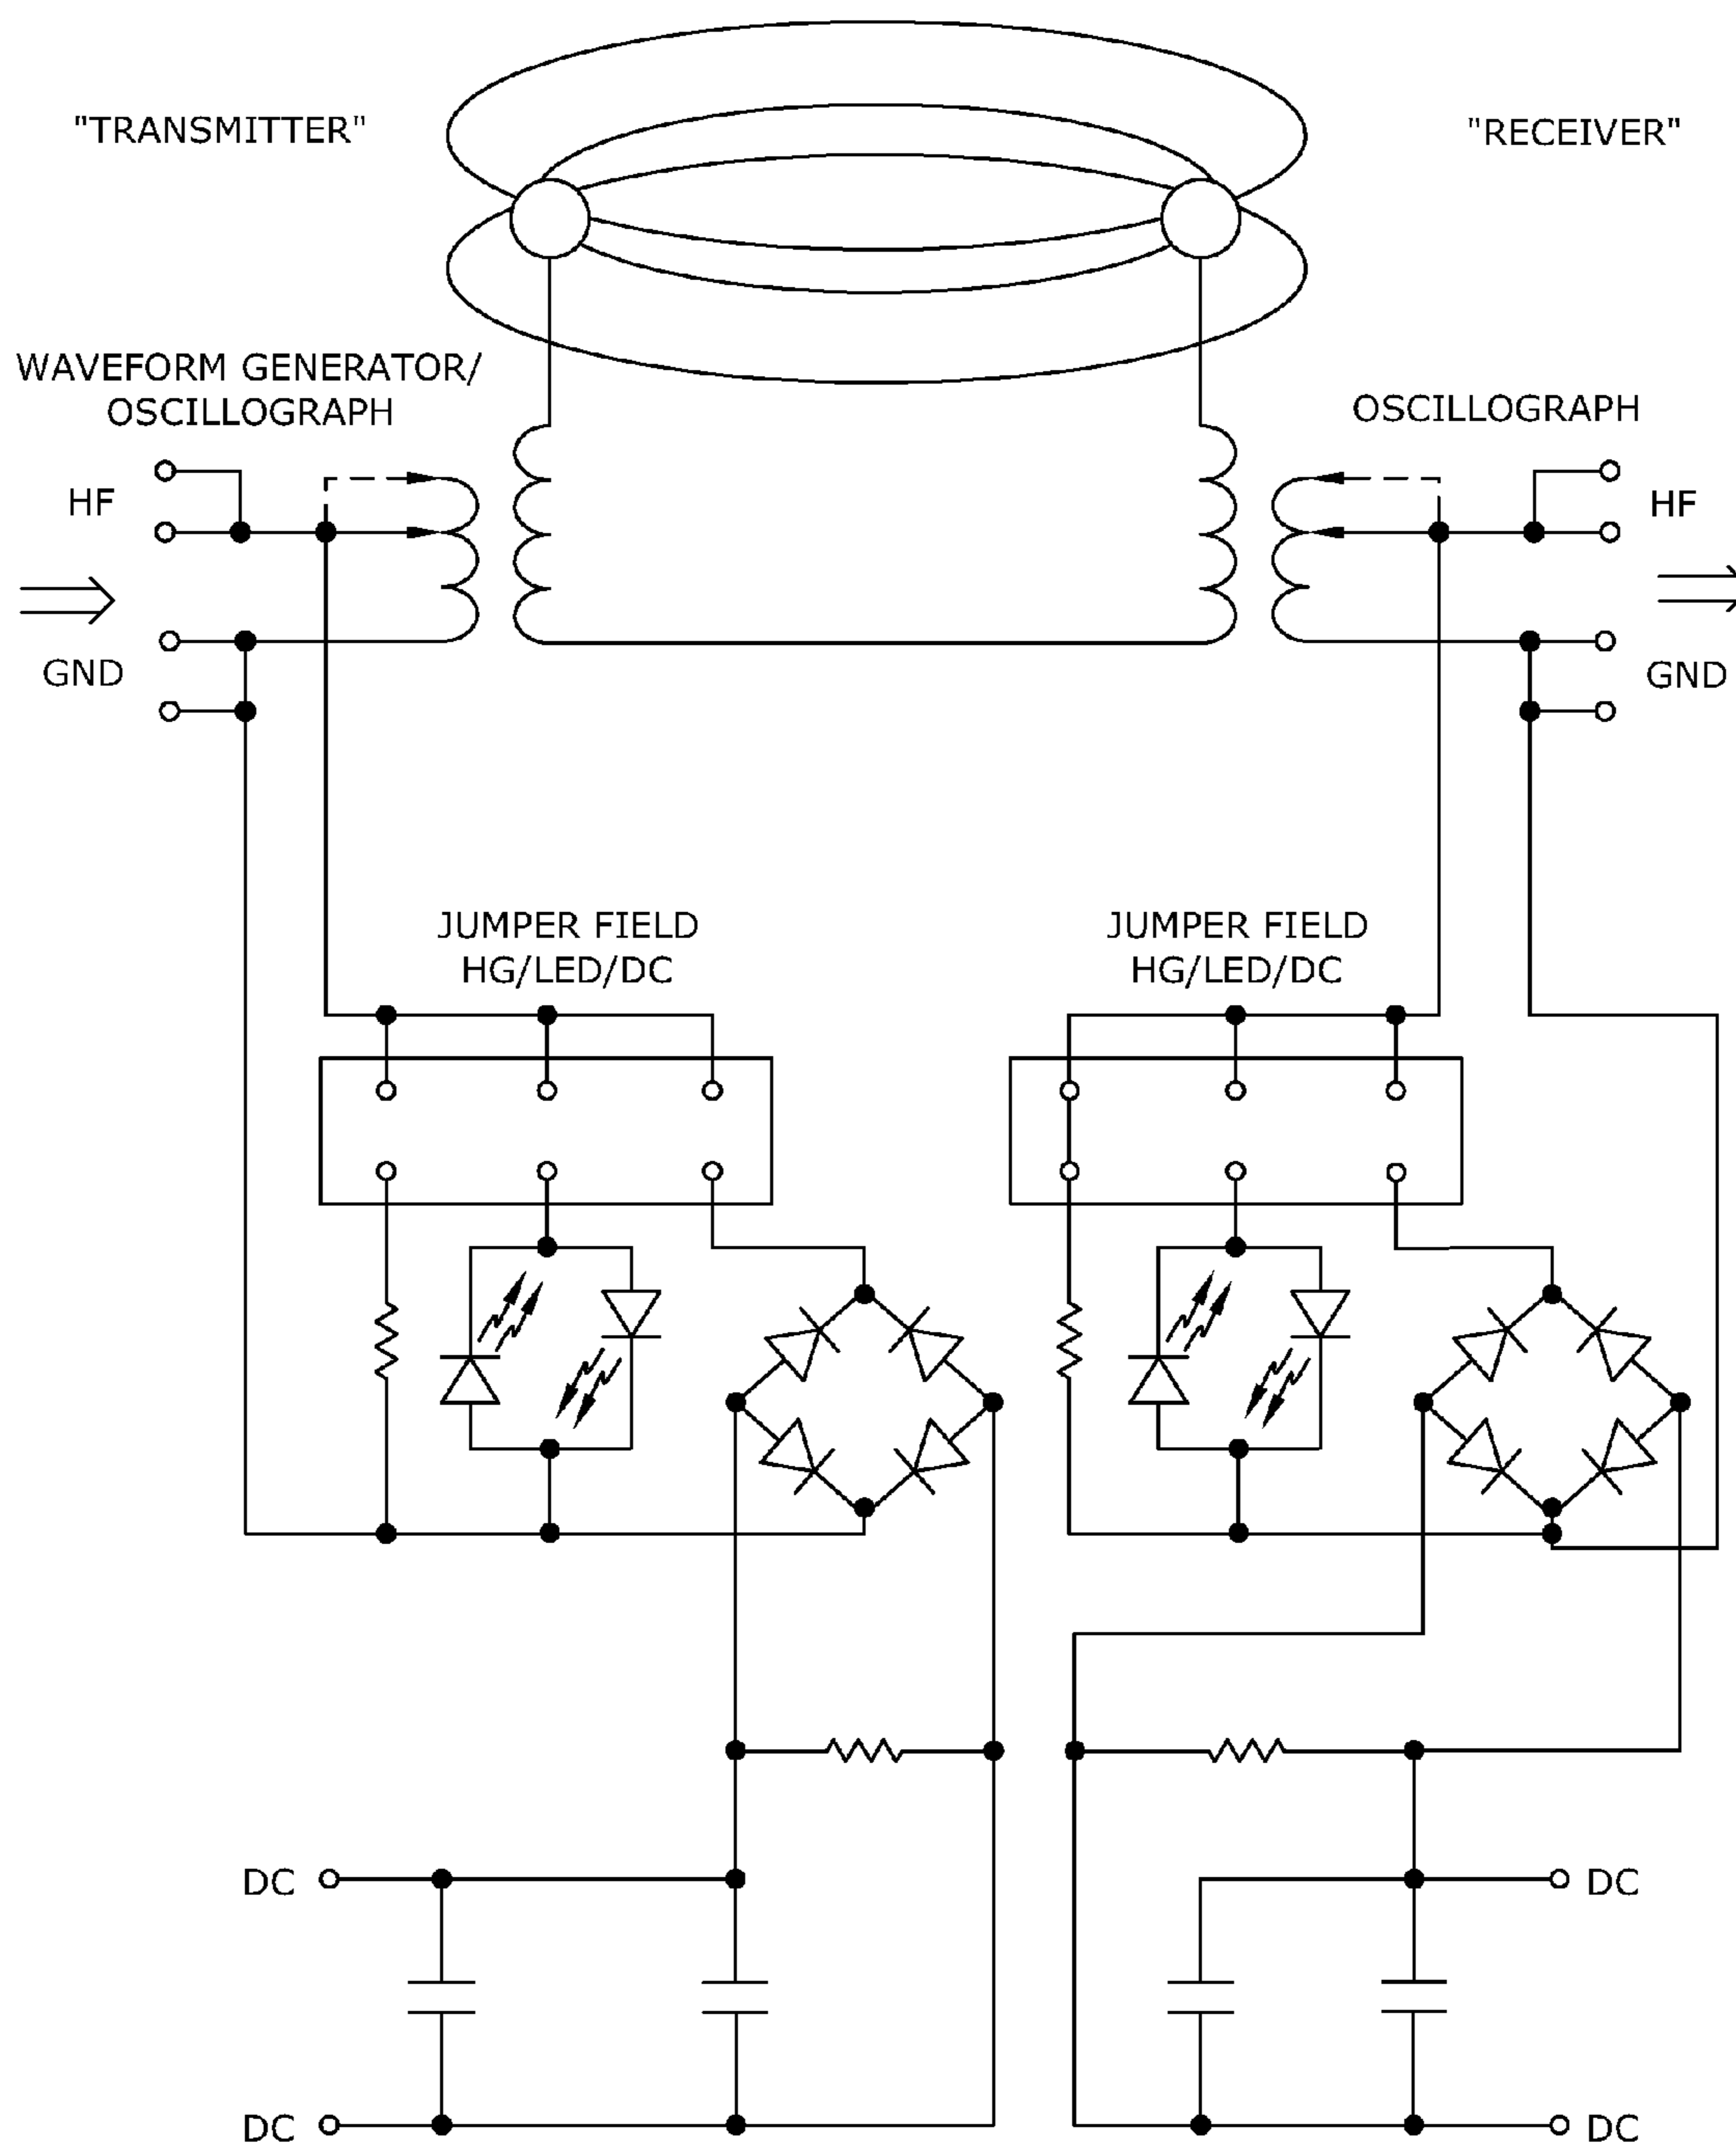 "TRANSMITTER"
"RECEIVER"
WAVEFORM GENERATOR/
OSCILLOGRAPH
OSCILLOGRAPH
HF
HF
GND
GND
JUMPER FIELD
HG/LED/DC
JUMPER FIELD
HG/LED/DC
DC
DC
DC
DC